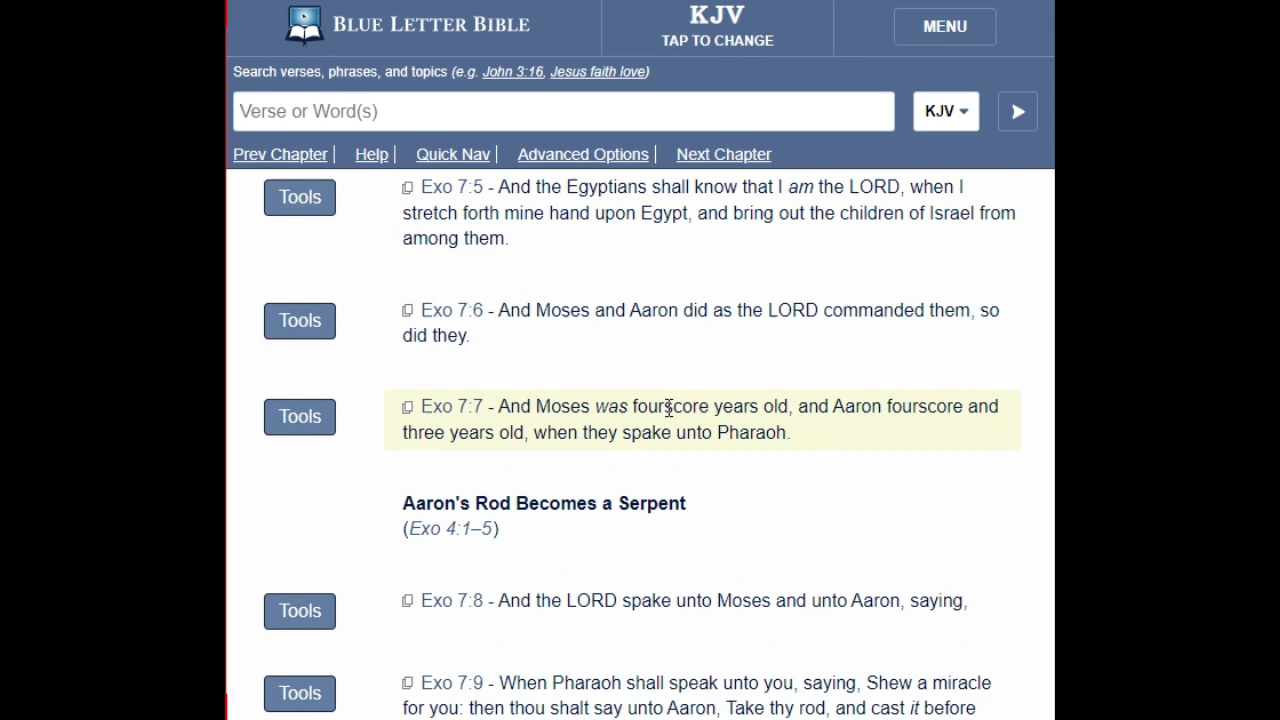 BLUE LETTER BIBLE
KJV
TAP TO CHANGE
MENU
Search verses, phrases, and topics (e.g. John 3:16, Jesus faith love)
Verse or Word(s)
KJV
Prev Chapter | Help | Quick Nav | Advanced Options | Next Chapter
Tools
Exo 7:5 - And the Egyptians shall know that I am the LORD, when I
stretch forth mine hand upon Egypt, and bring out the children of Israel from
among them.
Tools
Exo 7:6 - And Moses and Aaron did as the LORD commanded them, so
did they.
Tools
Exo 7:7 - And Moses was fourscore years old, and Aaron fourscore and
three years old, when they spake unto Pharaoh.
Aaron's Rod Becomes a Serpent
(Exo 4:1–5)
Tools
Exo 7:8 - And the LORD spake unto Moses and unto Aaron, saying,
Tools
Exo 7:9 - When Pharaoh shall speak unto you, saying, Shew a miracle
for you: then thou shalt say unto Aaron, Take thy rod, and cast it before